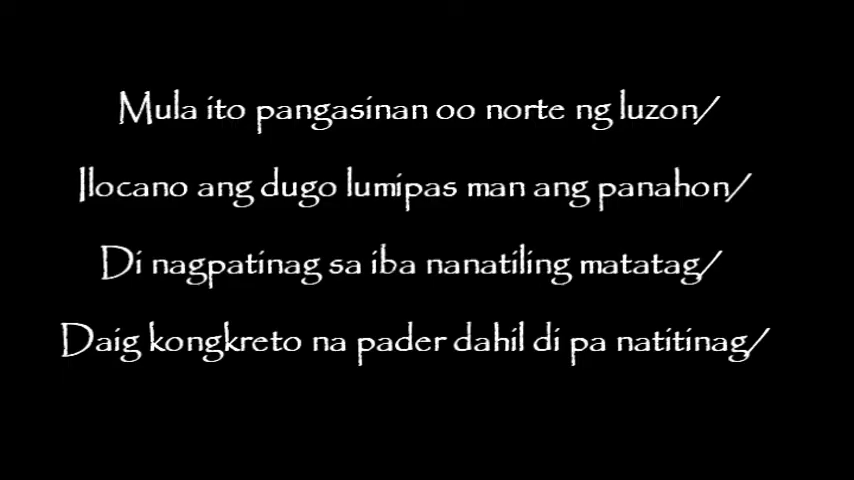 Mula ito pangasinan oo norte ng luzon/
Ilocano ang dugo lumipas man ang panahon/
Di nagpatinag sa iba nanatiling matatag/
Daig kongkreto na pader dahil di pa natitinag/